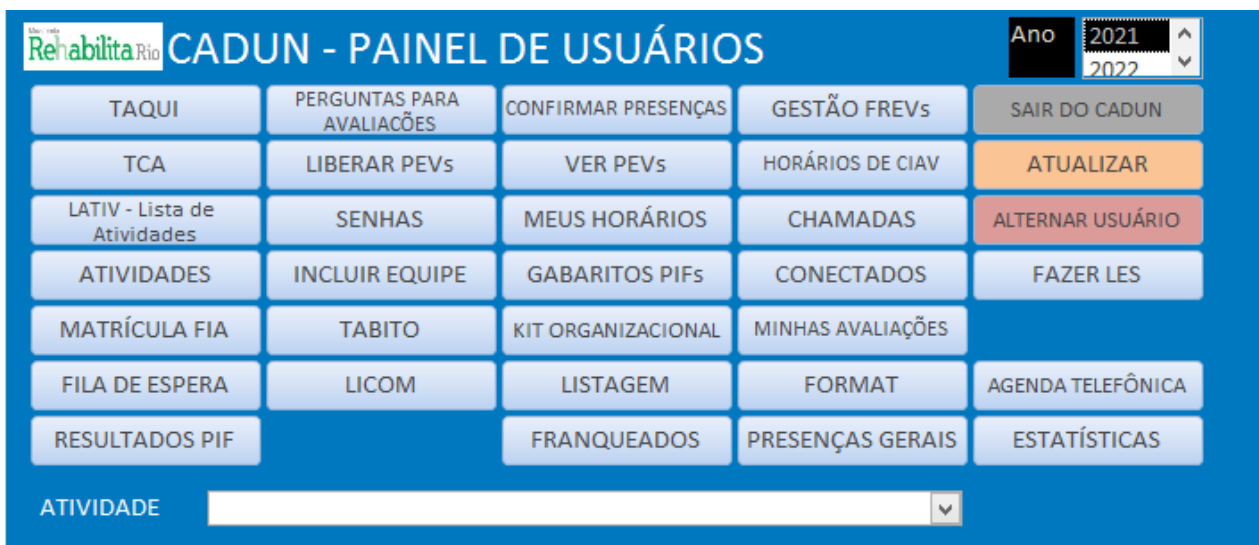 Rehabilita Rio CADUN - PAINEL DE USUÁRIOS
Ano 2021
2022
TAQUI
PERGUNTAS PARA
AVALIACÕES
CONFIRMAR PRESENÇAS
GESTÃO FREVs
SAIR DO CADUN
TCA
LIBERAR PEVs
VER PEVs
HORÁRIOS DE CIAV
ATUALIZAR
LATIV - Lista de
Atividades
SENHAS
MEUS HORÁRIOS
CHAMADAS
ALTERNAR USUÁRIO
ATIVIDADES
INCLUIR EQUIPE
GABARITOS PIFs
CONECTADOS
FAZER LES
MATRÍCULA FIA
TABITO
KIT ORGANIZACIONAL
MINHAS AVALIAÇÕES
FILA DE ESPERA
LICOM
LISTAGEM
FORMAT
AGENDA TELEFÔNICA
RESULTADOS PIF
FRANQUEADOS
PRESENÇAS GERAIS
ESTATÍSTICAS
ATIVIDADE